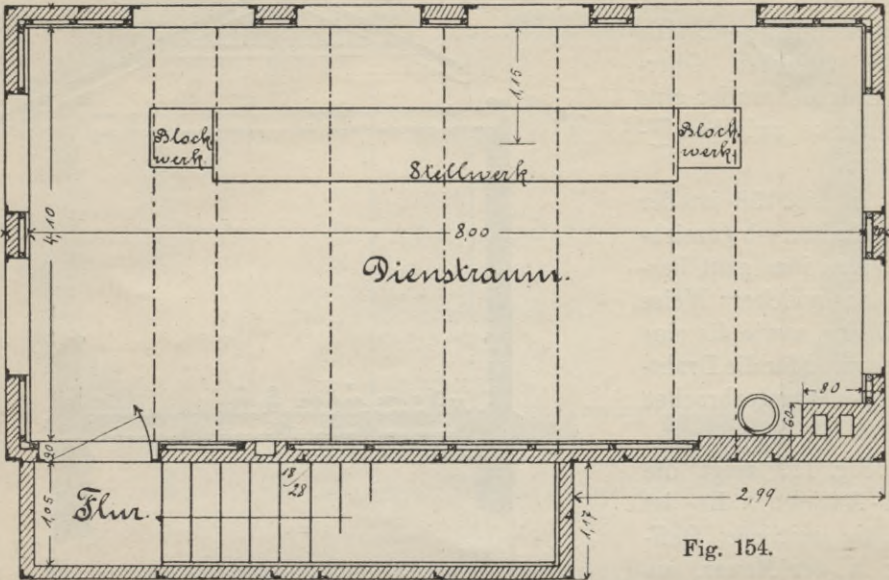 1,15
Block
werk.
Block
werk.
Stellwerk.
4,10
8,00
Dienstraum.
80
60
90
18
28
1,05
Flur.
2,99
1,17
Fig. 154.